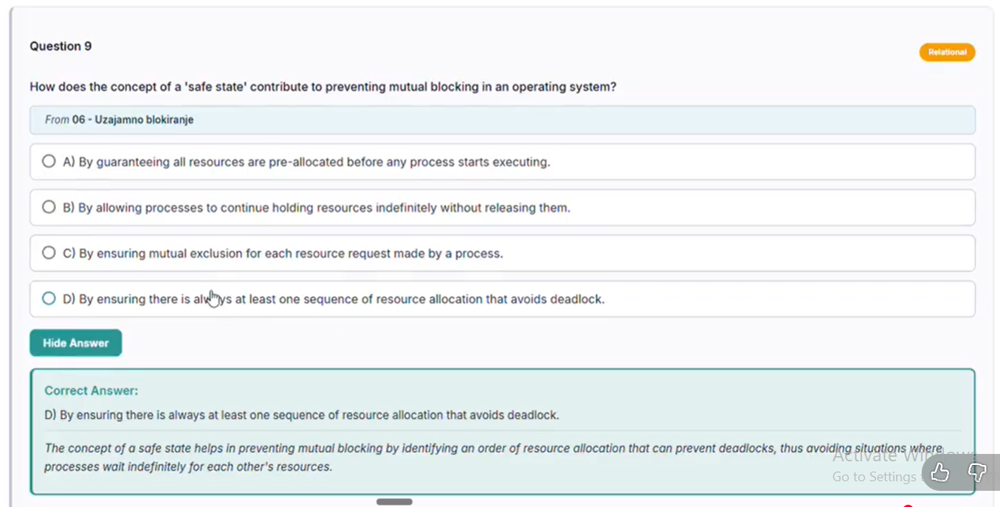 Question 9
Relational
How does the concept of a 'safe state' contribute to preventing mutual blocking in an operating system?
From 06 - Uzajamno blokiranje
A) By guaranteeing all resources are pre-allocated before any process starts executing.
B) By allowing processes to continue holding resources indefinitely without releasing them.
C) By ensuring mutual exclusion for each resource request made by a process.
D) By ensuring there is always at least one sequence of resource allocation that avoids deadlock.
Hide Answer
Correct Answer:
D) By ensuring there is always at least one sequence of resource allocation that avoids deadlock.
The concept of a safe state helps in preventing mutual blocking by identifying an order of resource allocation that can prevent deadlocks, thus avoiding situations where
processes wait indefinitely for each other's resources.
Activate Windows
Go to Settings